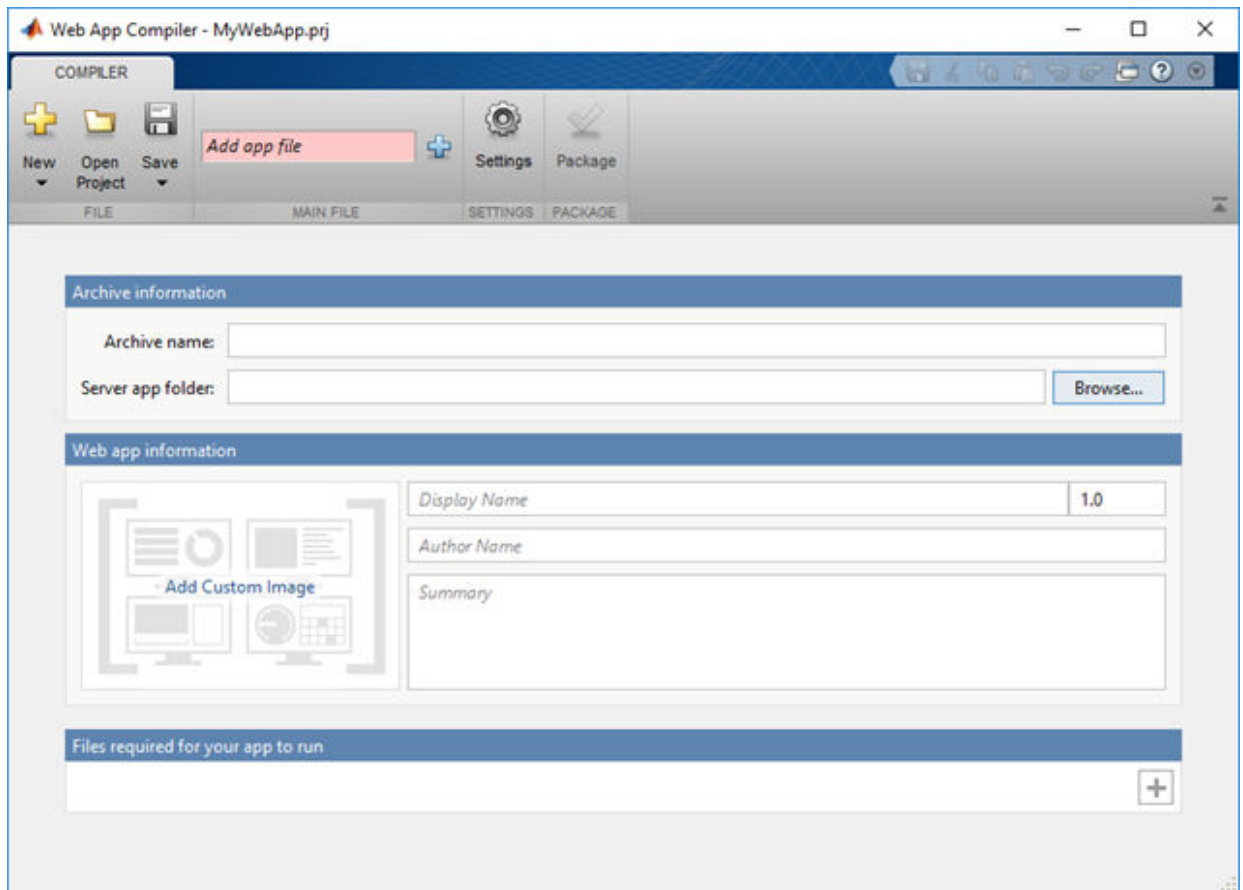 Web App Compiler - MyWebApp.prj
COMPILER
New
Open
Project
Save
Add app file
Settings
Package
FILE
MAIN FILE
SETTINGS
PACKAGE
Archive information
Archive name:
Server app folder:
Browse...
Web app information
Add Custom Image
Display Name
1.0
Author Name
Summary
Files required for your app to run